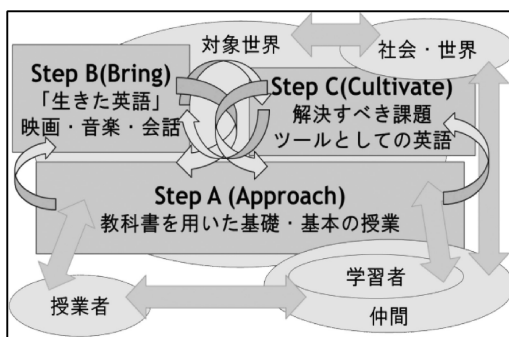 対象世界
社会・世界
Step B(Bring)
「生きた英語」
映画・音楽・会話
Step C(Cultivate)
解決すべき課題
ツールとしての英語
Step A (Approach)
教科書を用いた基礎・基本の授業
学習者
授業者
仲間